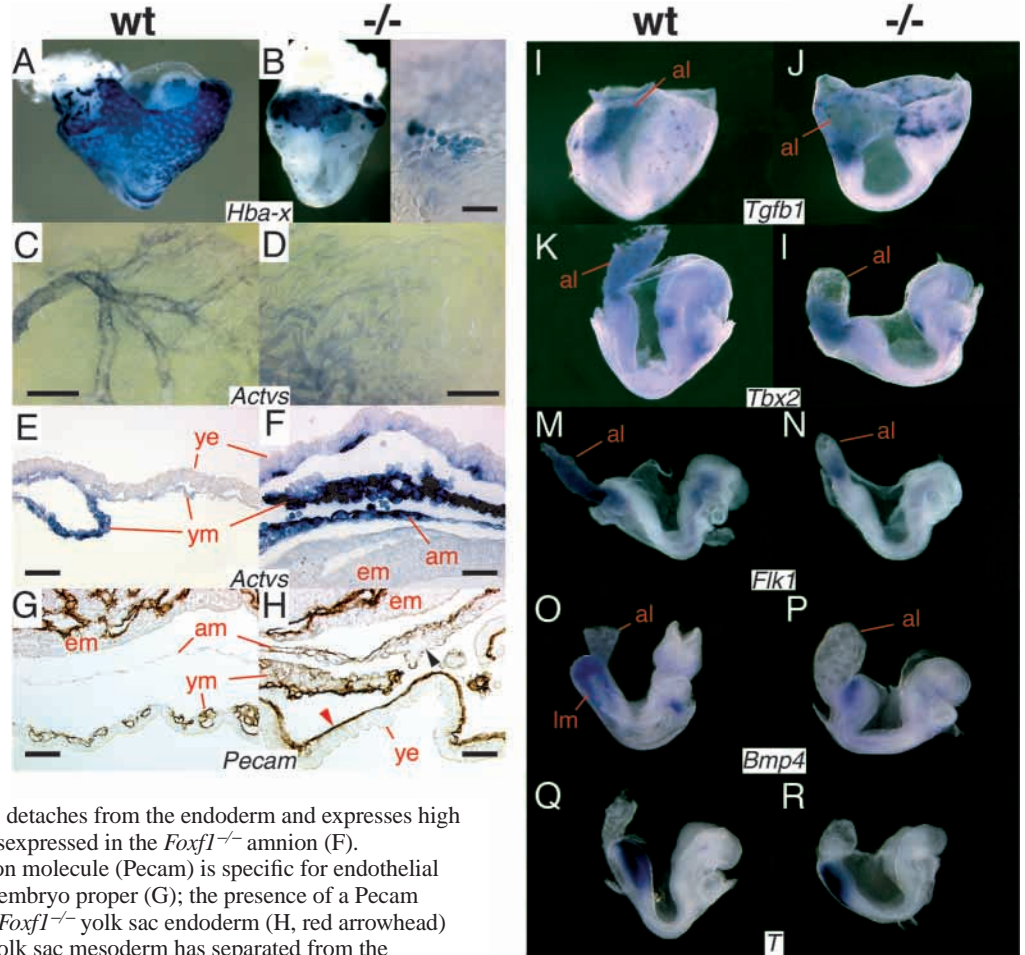 wt -/-
A B
Hba-x
C D
Actvs
E ye F
ym am
em
Actvs
G H em
em am
ym
ye
Pecam
detaches from the endoderm and expresses high
sexpressed in the Foxf1−/− amnion (F).
on molecule (Pecam) is specific for endothelial
embryo proper (G); the presence of a Pecam
Foxf1−/− yolk sac endoderm (H, red arrowhead)
olk sac mesoderm has separated from the
wt -/-
I al J
al
Tgfb1
K al I al
Tbx2
M al N al
Flk1
O al P al
lm
Bmp4
Q R
T